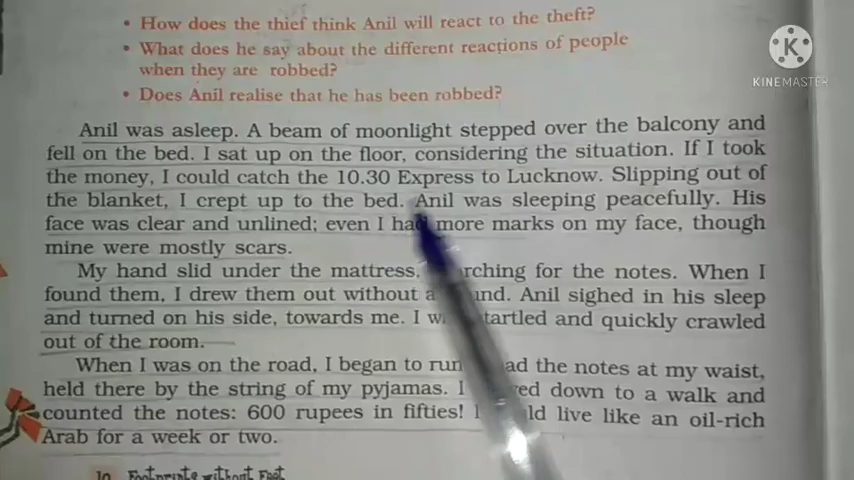 • How does the thief think Anil will react to the theft?
• What does he say about the different reactions of people
when they are robbed?
• Does Anil realise that he has been robbed?
K
KINEMASTER
Anil was asleep. A beam of moonlight stepped over the balcony and
fell on the bed. I sat up on the floor, considering the situation. If I took
the money, I could catch the 10.30 Express to Lucknow. Slipping out of
the blanket, I crept up to the bed. Anil was sleeping peacefully. His
face was clear and unlined; even I had more marks on my face, though
mine were mostly scars.
My hand slid under the mattress, for the notes. When I
found them, I drew them out without a Anil sighed in his sleep
and turned on his side, towards me. I startled and quickly crawled
out of the room.
When I was on the road, I began to run. the notes at my waist,
held there by the string of my pyjamas. I down to a walk and
counted the notes: 600 rupees in fifties! I live like an oil-rich
Arab for a week or two.
10 Footprints without Feet